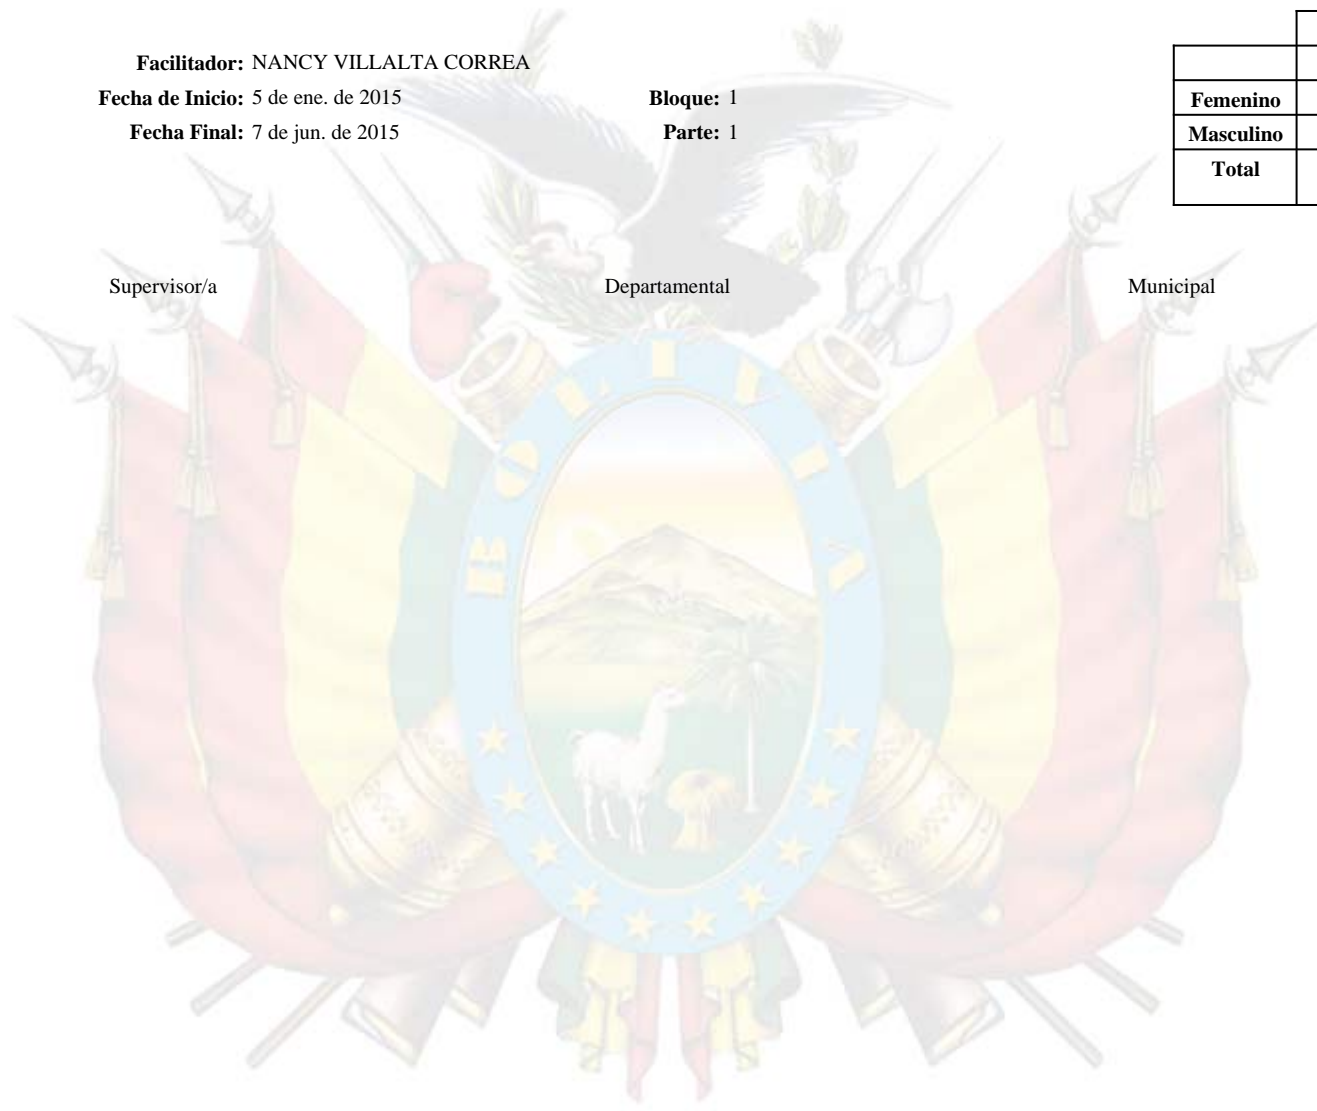 Facilitador: NANCY VILLALTA CORREA
Fecha de Inicio: 5 de ene. de 2015 Bloque: 1
Fecha Final: 7 de jun. de 2015 Parte: 1
Femenino
Masculino
Total
Supervisor/a Departamental Municipal
BOLIVIA